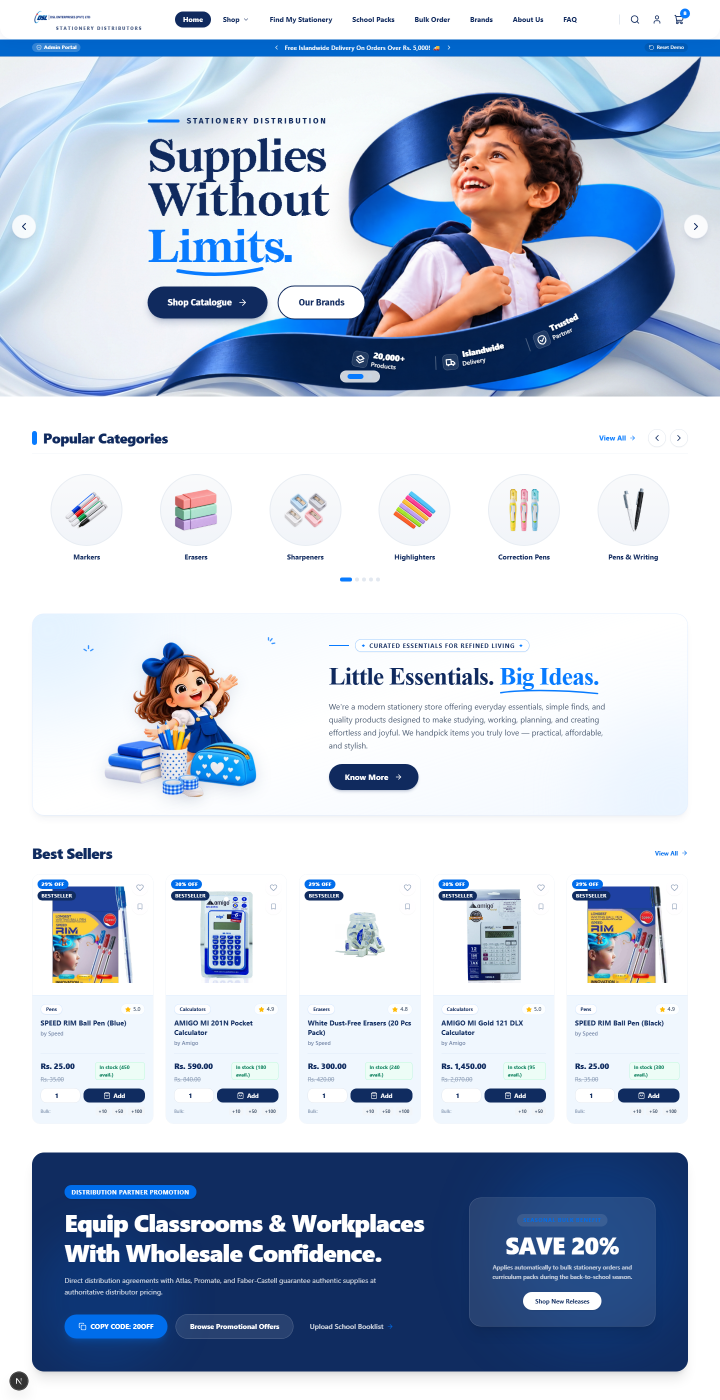 DSL
STATIONERY DISTRIBUTORS
Home
Shop
Find My Stationery
School Packs
Bulk Order
Brands
About Us
FAQ
Admin Portal
Free Islandwide Delivery On Orders Over Rs. 5,000! 🚚
Reset Demo
STATIONERY DISTRIBUTION
Supplies
Without
Limits.
Shop Catalogue
Our Brands
20,000+
Products
Islandwide
Delivery
Trusted
Partner
Popular Categories
View All
Markers
Erasers
Sharpeners
Highlighters
Correction Pens
Pens & Writing
CURATED ESSENTIALS FOR REFINED LIVING
Little Essentials. Big Ideas.
We're a modern stationery store offering everyday essentials, simple finds, and
quality products designed to make studying, working, planning, and creating
effortless and joyful. We handpick items you truly love — practical, affordable,
and stylish.
Know More
Best Sellers
View All
29% OFF
BESTSELLER
SPEED
RIM
Pens
5.0
SPEED RIM Ball Pen (Blue)
by Speed
Rs. 25.00
Rs. 35.00
In stock (450
avail.)
1
Add
Bulk:
+10 +50 +100
30% OFF
BESTSELLER
amigo
Calculators
4.9
AMIGO MI 201N Pocket
Calculator
by Amigo
Rs. 590.00
Rs. 840.00
In stock (180
avail.)
1
Add
Bulk:
+10 +50 +100
29% OFF
BESTSELLER
Erasers
4.8
White Dust-Free Erasers (20 Pcs
Pack)
by Speed
Rs. 300.00
Rs. 420.00
In stock (240
avail.)
1
Add
Bulk:
+10 +50 +100
30% OFF
BESTSELLER
amigo
Calculators
5.0
AMIGO MI Gold 121 DLX
Calculator
by Amigo
Rs. 1,450.00
Rs. 2,070.00
In stock (95
avail.)
1
Add
Bulk:
+10 +50
29% OFF
BESTSELLER
SPEED
RIM
Pens
4.9
SPEED RIM Ball Pen (Black)
by Speed
Rs. 25.00
Rs. 35.00
In stock (380
avail.)
1
Add
Bulk:
+10 +50 +100
DISTRIBUTION PARTNER PROMOTION
Equip Classrooms & Workplaces
With Wholesale Confidence.
Direct distribution agreements with Atlas, Promate, and Faber-Castell guarantee authentic supplies at
authoritative distributor pricing.
COPY CODE: 20OFF
Browse Promotional Offers
Upload School Booklist
SAVE 20%
Applies automatically to bulk stationery orders and
curriculum packs during the back-to-school season.
Shop New Releases
N